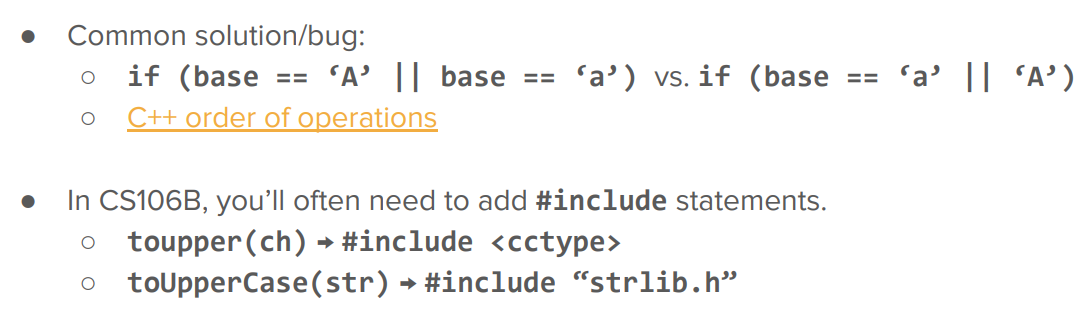 ● Common solution/bug:
○ if (base == ‘A’ || base == ‘a’) vs. if (base == ‘a’ || ‘A’)
○ C++ order of operations
● In CS106B, you’ll often need to add #include statements.
○ toupper(ch) → #include <cctype>
○ toUpperCase(str) → #include “strlib.h”